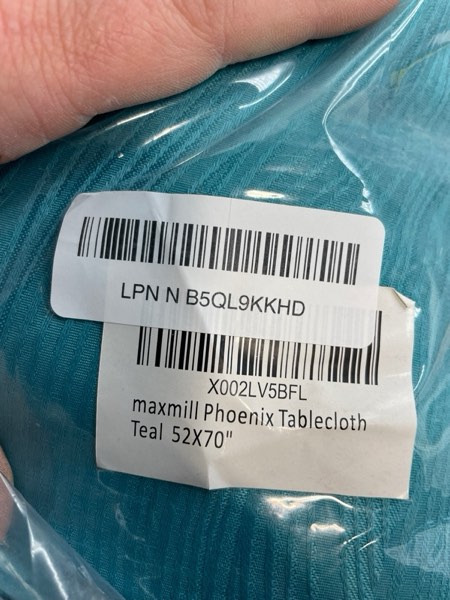 LPN N B5QL9KKHD
X002LV5BFL
maxmill Phoenix Tablecloth
Teal 52X70"